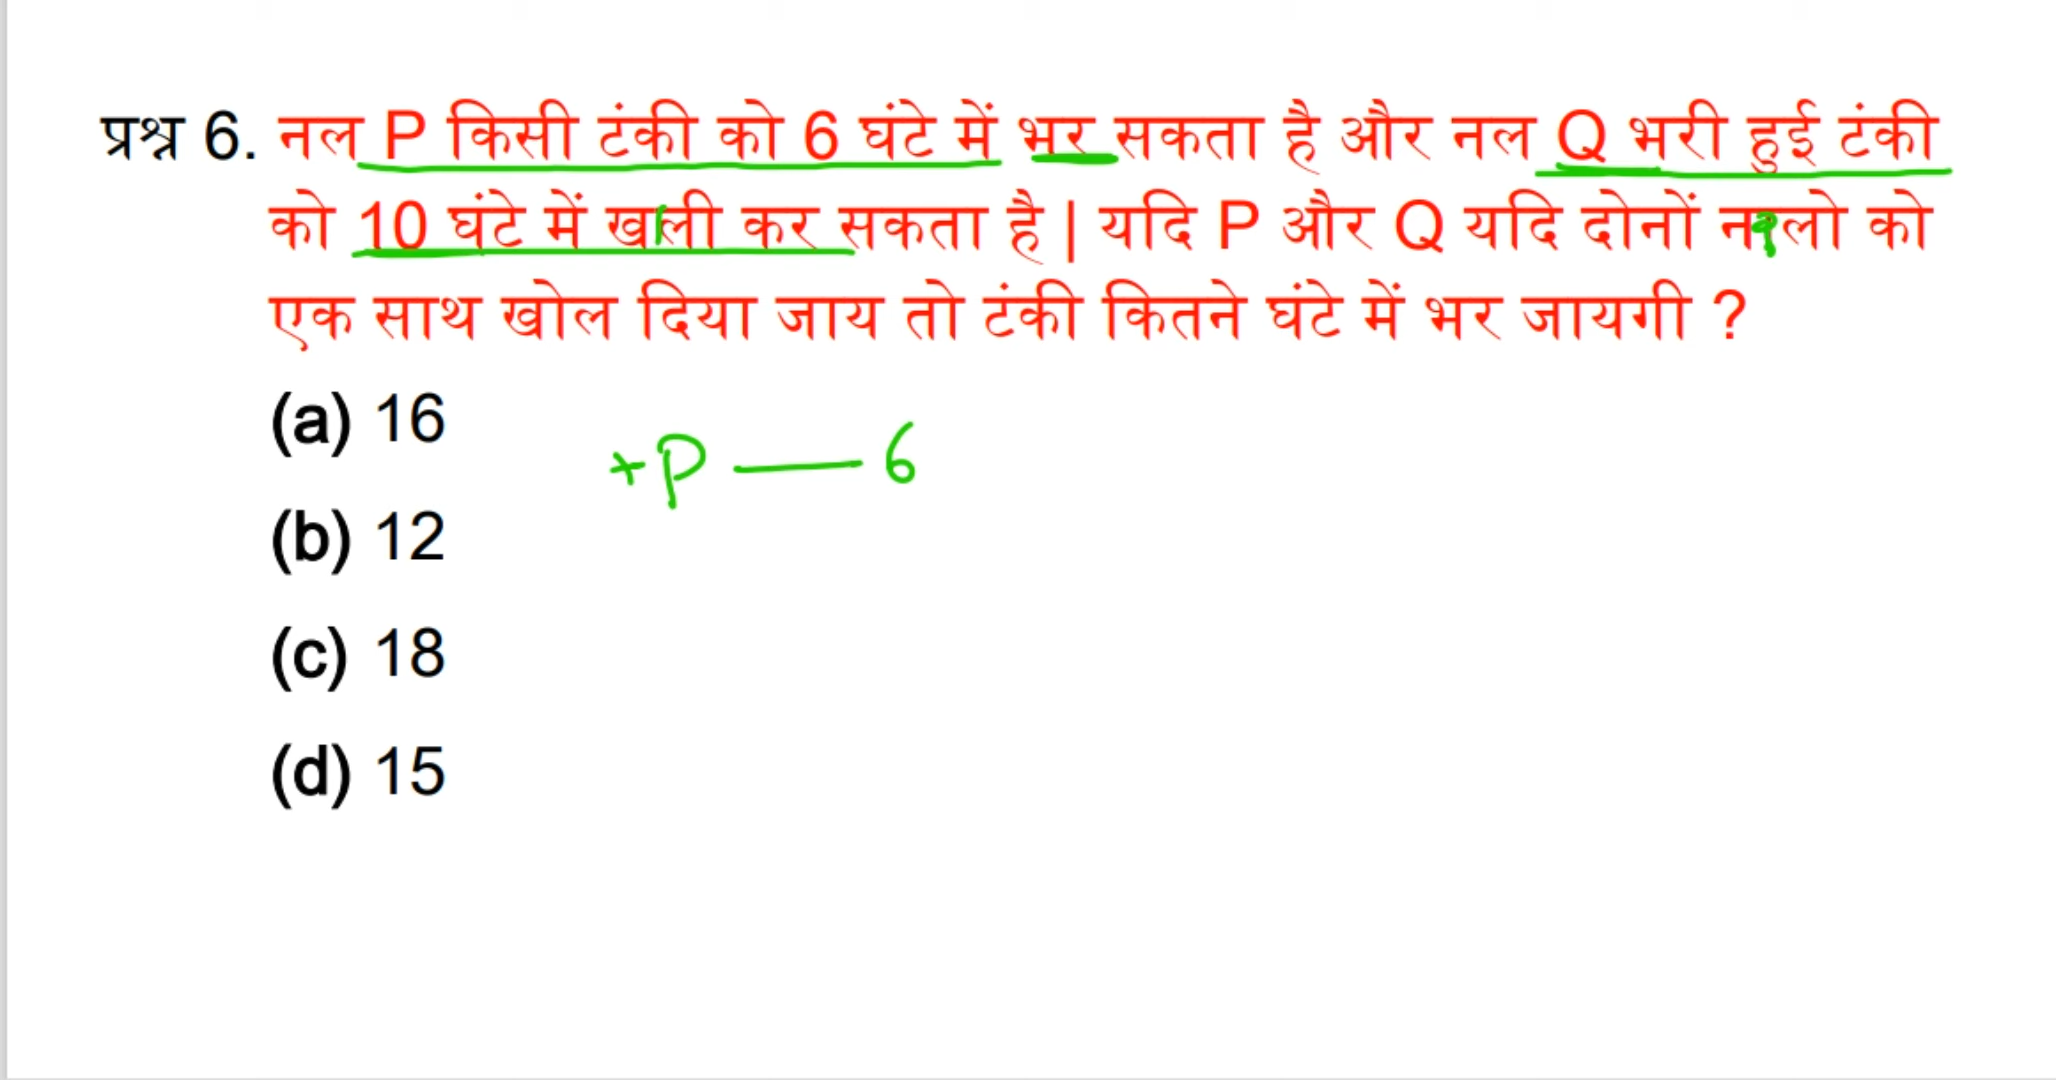 प्रश्न 6. नल P किसी टंकी को 6 घंटे में भर सकता है और नल Q भरी हुई टंकी
को 10 घंटे में खली कर सकता है | यदि P और Q यदि दोनों नलो को
एक साथ खोल दिया जाय तो टंकी कितने घंटे में भर जायगी ?
(a) 16
+P — 6
(b) 12
(c) 18
(d) 15